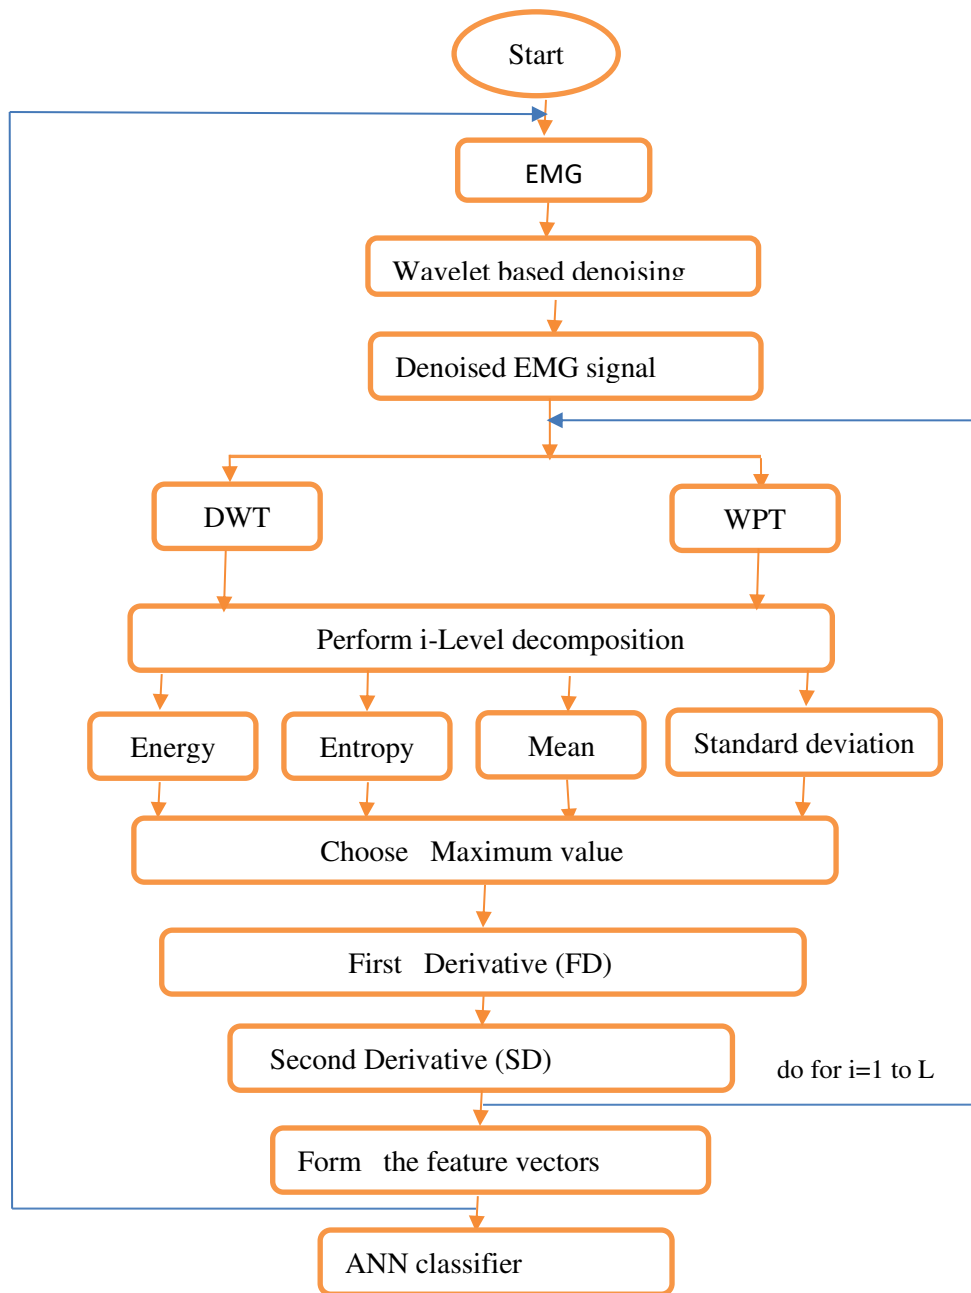 Start
EMG
Wavelet based denoising
Denoised EMG signal
DWT
WPT
Perform i-Level decomposition
Energy
Entropy
Mean
Standard deviation
Choose Maximum value
First Derivative (FD)
Second Derivative (SD)
do for i=1 to L
Form the feature vectors
ANN classifier